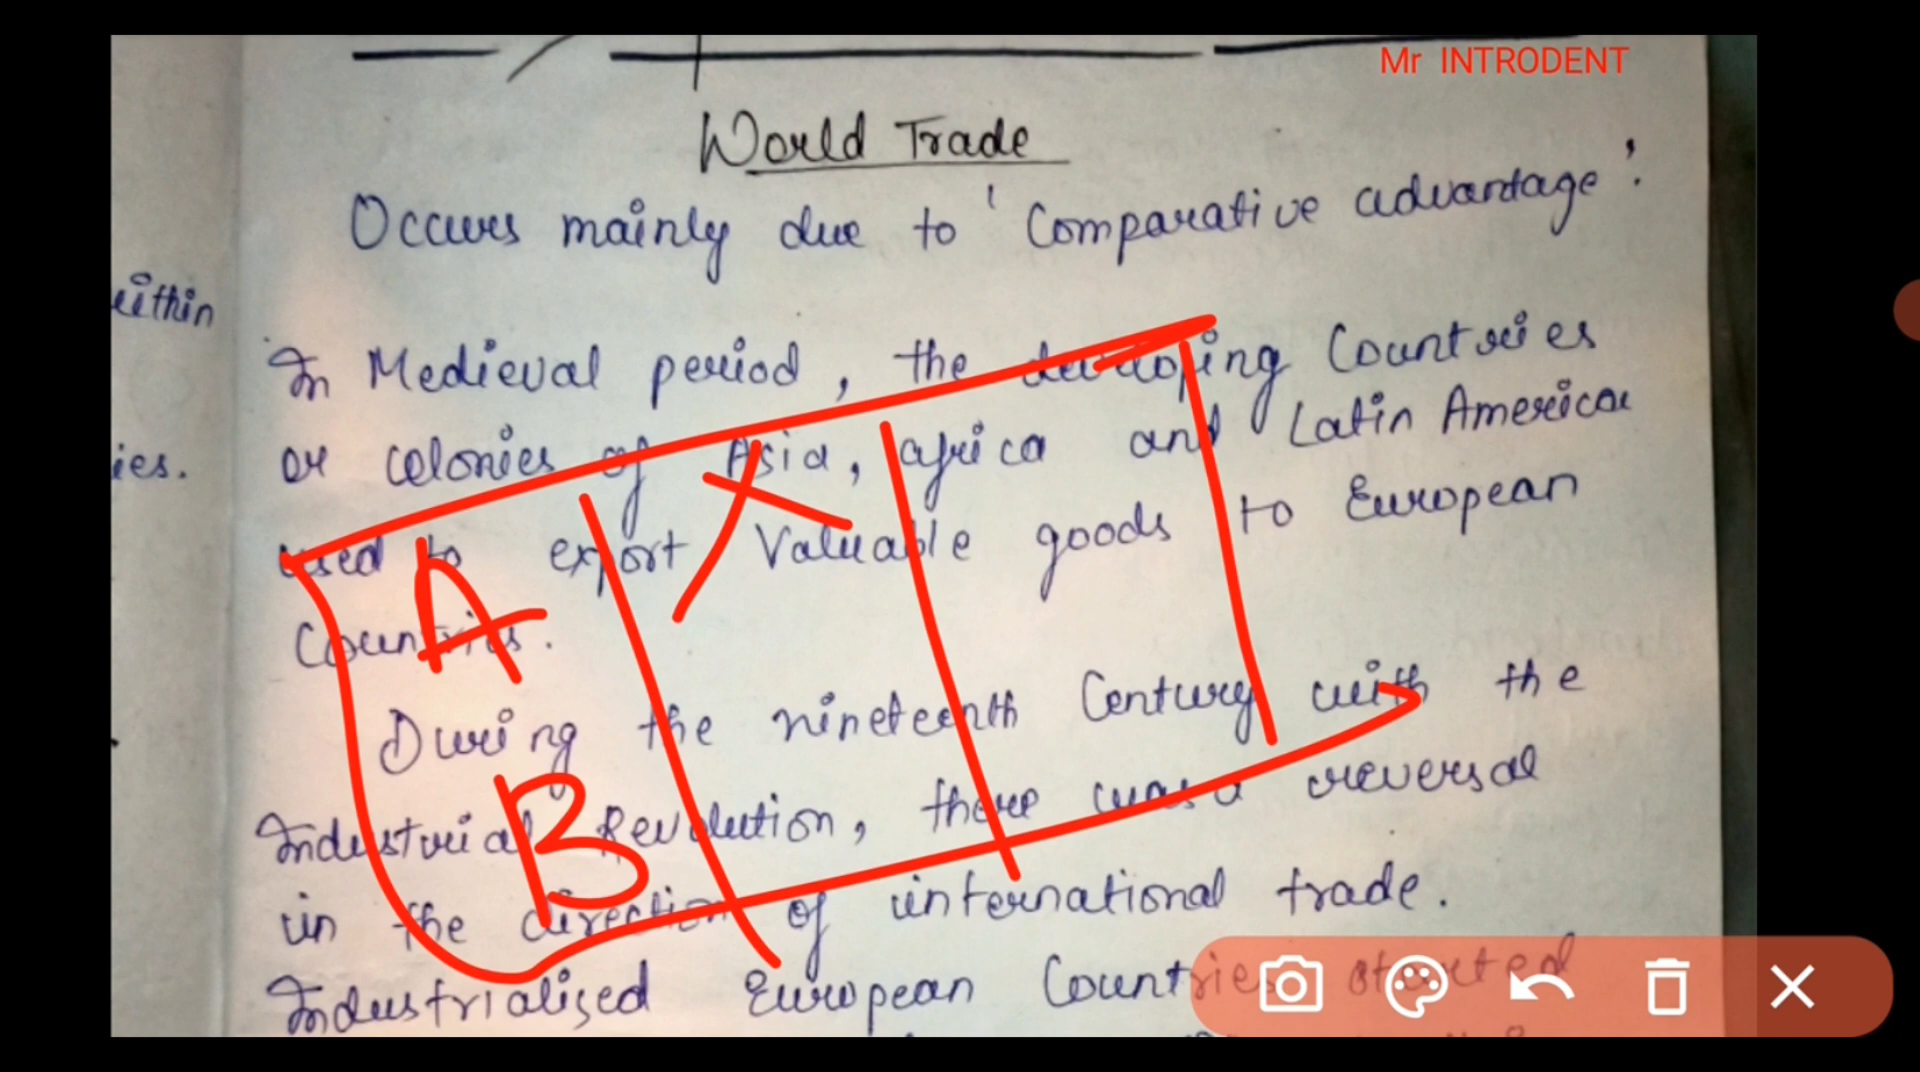 Mr INTRODENT
World Trade
Occurs mainly due to 'Comparative advantage'.
within
In Medieval period, the developing Countries
or colonies of Asia, africa and Latin America
ies.
used to export Valuable goods to European
Countries.
During the nineteenth Century with the
Industrial Revolution, there was a reversal
in the direction of international trade.
Industrialised European Countries started
A
X
B